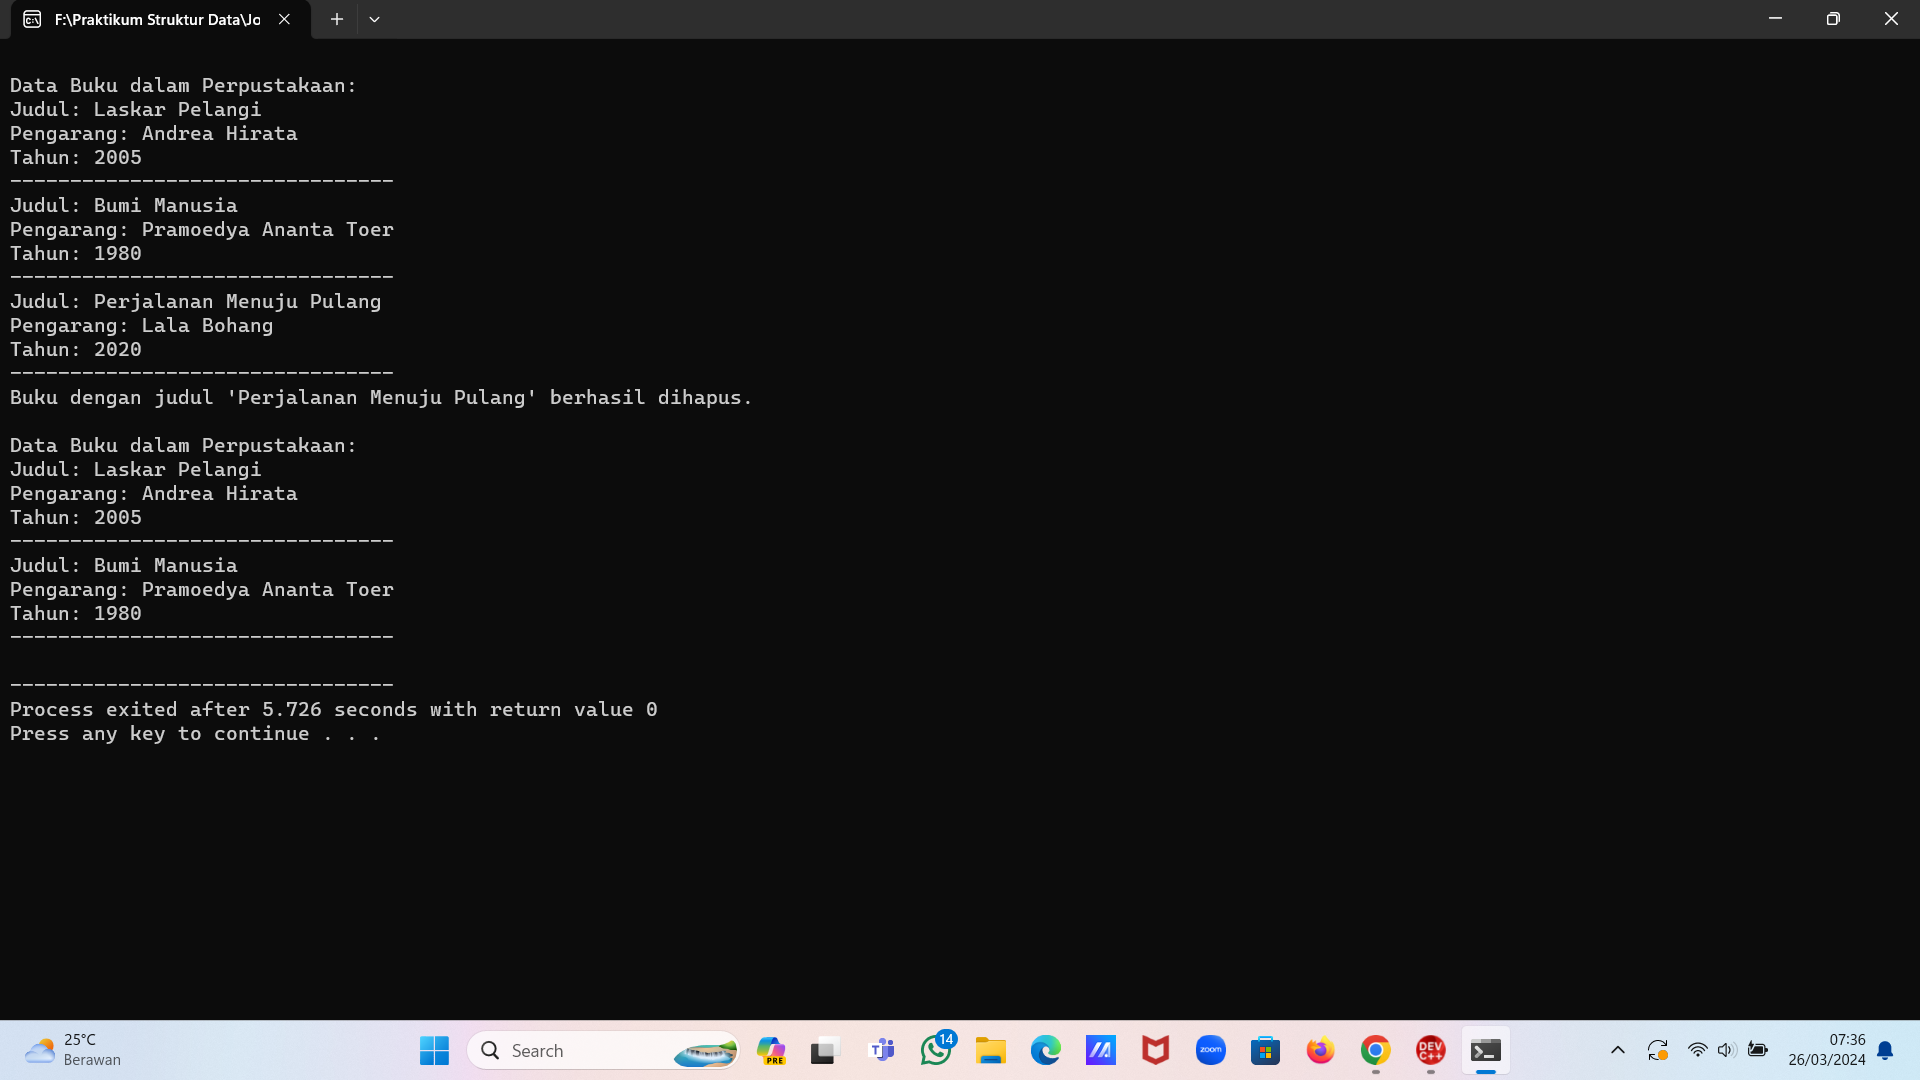 F:\Praktikum Struktur Data\Jo
Data Buku dalam Perpustakaan:
Judul: Laskar Pelangi
Pengarang: Andrea Hirata
Tahun: 2005
--------------------------------
Judul: Bumi Manusia
Pengarang: Pramoedya Ananta Toer
Tahun: 1980
--------------------------------
Judul: Perjalanan Menuju Pulang
Pengarang: Lala Bohang
Tahun: 2020
--------------------------------
Buku dengan judul 'Perjalanan Menuju Pulang' berhasil dihapus.
Data Buku dalam Perpustakaan:
Judul: Laskar Pelangi
Pengarang: Andrea Hirata
Tahun: 2005
--------------------------------
Judul: Bumi Manusia
Pengarang: Pramoedya Ananta Toer
Tahun: 1980
--------------------------------
--------------------------------
Process exited after 5.726 seconds with return value 0
Press any key to continue . . .
25°C
Berawan
Search
PRE
14
zoom
DEV
C++
07:36
26/03/2024